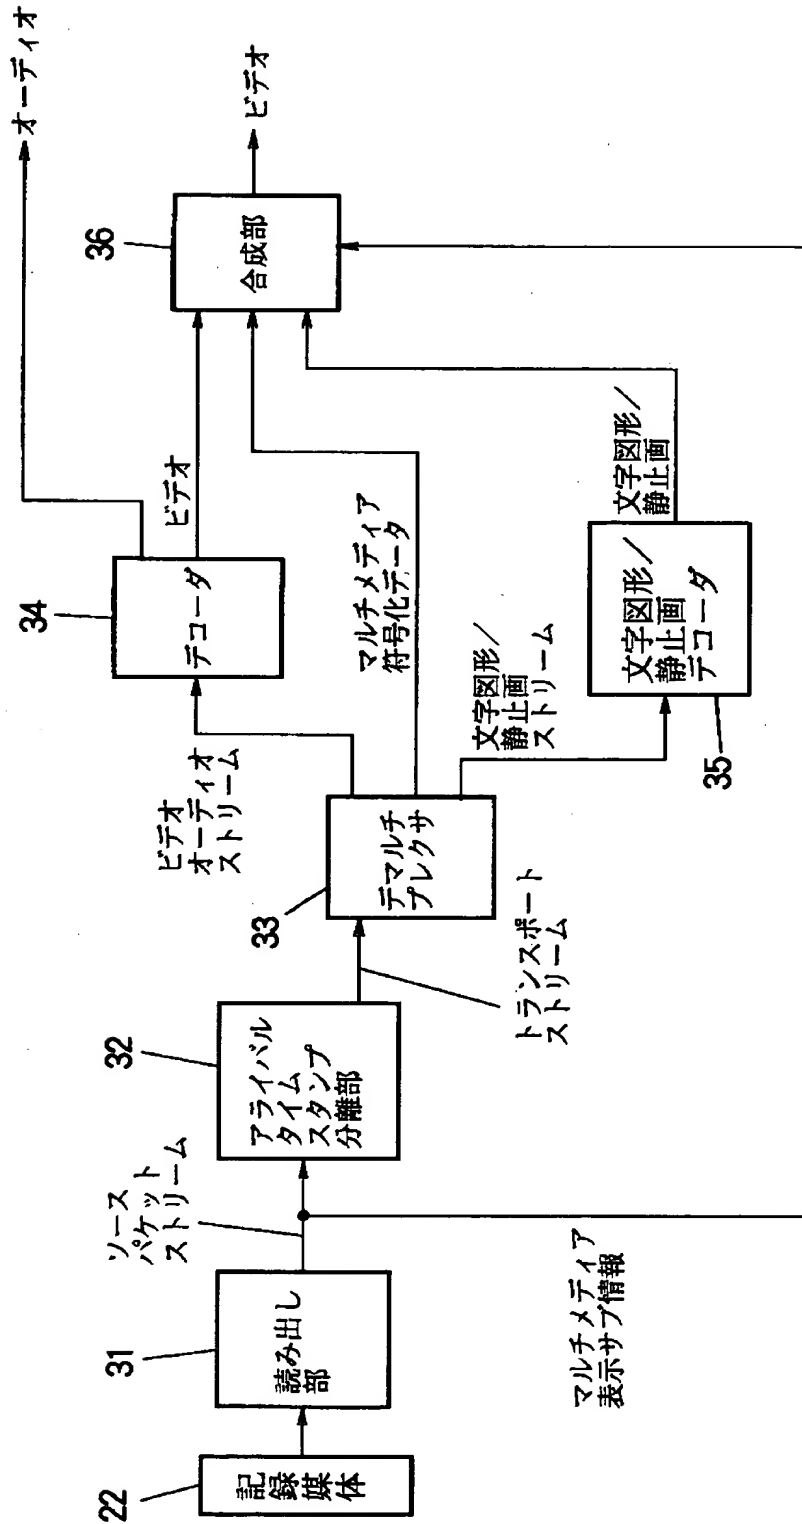 22
記録媒体
31
読み出し
部
ソース
パケット
ストリーム
32
アライバル
タイム
スタンプ
分離部
トランスポート
ストリーム
33
デマルチ
プレクサ
ビデオ
オーディオ
ストリーム
34
デコーダ
オーディオ
ビデオ
マルチメディア
符号化データ
文字図形／
静止画
ストリーム
35
文字図形／
静止画
デコーダ
文字図形／
静止画
36
合成部
ビデオ
マルチメディア
表示サブ情報